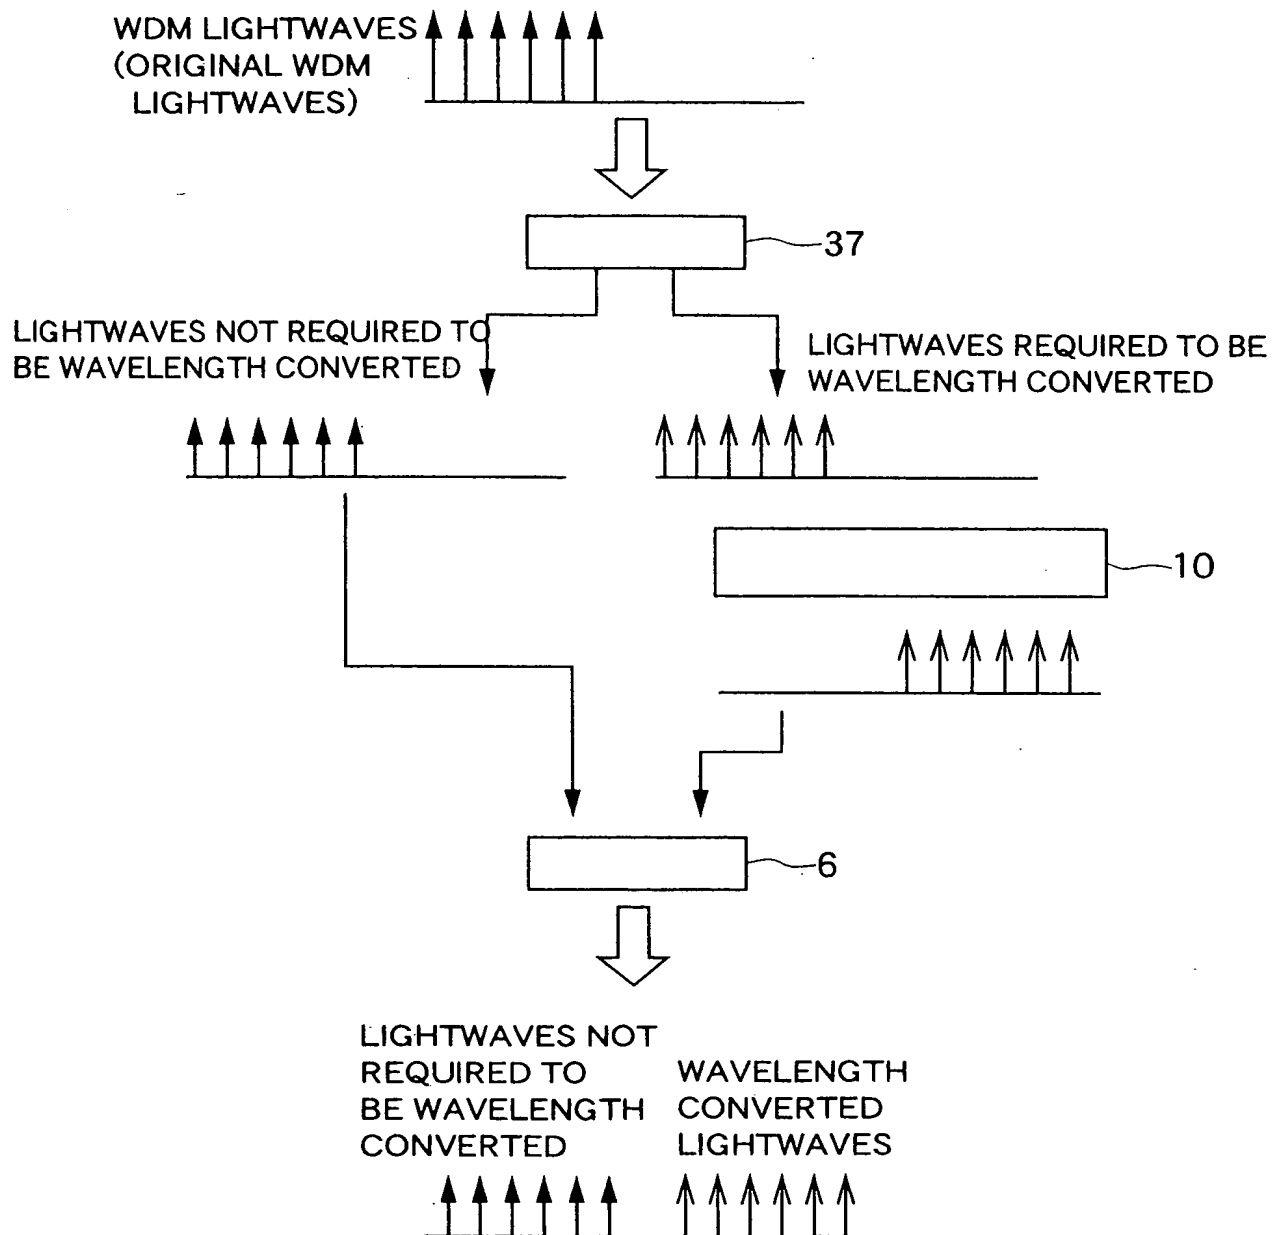 WDM LIGHTWAVES
(ORIGINAL WDM
LIGHTWAVES)
37
LIGHTWAVES NOT REQUIRED TO
BE WAVELENGTH CONVERTED
LIGHTWAVES REQUIRED TO BE
WAVELENGTH CONVERTED
10
6
LIGHTWAVES NOT
REQUIRED TO
BE WAVELENGTH
CONVERTED
WAVELENGTH
CONVERTED
LIGHTWAVES